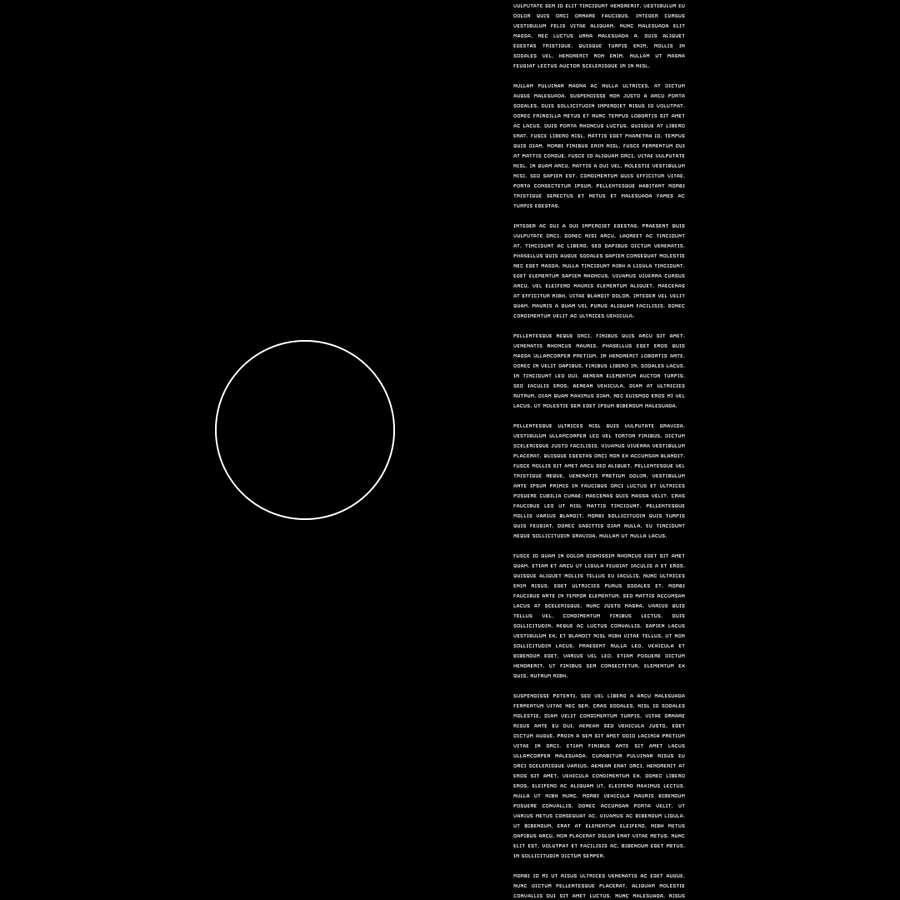 VULPUTATE SEM ID ELIT TINCIDUNT HENDRERIT. VESTIBULUM EU
DOLOR QUIS ORCI ORNARE FAUCIBUS. INTEGER CURSUS
VESTIBULUM FELIS VITAE ALIQUAM. NUNC MALESUADA ELIT
MASSA, NEC LUCTUS URNA MALESUADA A. DUIS ALIQUET
EGESTAS TRISTIQUE. QUISQUE TURPIS ENIM, MOLLIS IN
SODALES VEL, HENDRERIT NON ENIM. NULLAM UT MAGNA
FEUGIAT LECTUS AUCTOR SCELERISQUE IN IN NISL.
NULLAM PULVINAR MAGNA AC NULLA ULTRICES, AT DICTUM
AUGUE MALESUADA. SUSPENDISSE NON JUSTO A ARCU PORTA
SODALES. DUIS SOLLICITUDIN IMPERDIET RISUS ID VOLUTPAT.
DONEC FRINGILLA METUS ET NUNC TEMPUS LOBORTIS SIT AMET
AC LACUS. DUIS PORTA RHONCUS LUCTUS. QUISQUE AT LIBERO
ERAT. FUSCE LIBERO NISL, MATTIS EGET PHARETRA ID, TEMPUS
QUIS DIAM. MORBI FINIBUS ENIM NISL. FUSCE FERMENTUM DUI
AT MATTIS CONGUE. FUSCE ID ALIQUAM ORCI, VITAE VULPUTATE
NISL. IN QUAM ARCU, MATTIS A DUI VEL, MOLESTIE VESTIBULUM
NISI. SED SAPIEN EST, CONDIMENTUM QUIS EFFICITUR VITAE,
PORTA CONSECTETUR IPSUM. PELLENTESQUE HABITANT MORBI
TRISTIQUE SENECTUS ET NETUS ET MALESUADA FAMES AC
TURPIS EGESTAS.
INTEGER AC DUI A DUI IMPERDIET EGESTAS. PRAESENT QUIS
VULPUTATE ORCI. DONEC NISI ARCU, LAOREET AC TINCIDUNT
AT, TINCIDUNT AC LIBERO. SED DAPIBUS DICTUM VENENATIS.
PHASELLUS QUIS AUGUE SODALES SAPIEN CONSEQUAT MOLESTIE
NEC EGET MASSA. NULLA TINCIDUNT NIBH A LIGULA TINCIDUNT,
EGET ELEMENTUM SAPIEN RHONCUS. VIVAMUS VIVERRA CURSUS
ARCU, VEL ELEIFEND MAURIS ELEMENTUM ALIQUET. MAECENAS
AT EFFICITUR NIBH, VITAE BLANDIT DOLOR. INTEGER VEL VELIT
QUAM. MAURIS A QUAM VEL PURUS ALIQUAM FACILISIS. DONEC
CONDIMENTUM VELIT AC ULTRICES VEHICULA.
PELLENTESQUE NEQUE ORCI, FINIBUS QUIS ARCU SIT AMET,
VENENATIS RHONCUS MAURIS. PHASELLUS EGET EROS QUIS
MASSA ULLAMCORPER PRETIUM. IN HENDRERIT LOBORTIS ANTE.
DONEC IN VELIT DAPIBUS, FINIBUS LIBERO IN, SODALES LACUS.
IN TINCIDUNT LEO DUI. AENEAN ELEMENTUM AUCTOR TURPIS,
SED IACULIS EROS. AENEAN VEHICULA, DIAM AT ULTRICIES
RUTRUM, DIAM QUAM MAXIMUS DIAM, NEC EUISMOD EROS MI VEL
LACUS. UT MOLESTIE SEM EGET IPSUM BIBENDUM MALESUADA.
PELLENTESQUE ULTRICES NISL QUIS VULPUTATE GRAVIDA.
VESTIBULUM ULLAMCORPER LEO VEL TORTOR FINIBUS, DICTUM
SCELERISQUE JUSTO FACILISIS. VIVAMUS VIVERRA VESTIBULUM
PLACERAT. QUISQUE EGESTAS ORCI NON EX ACCUMSAN BLANDIT.
FUSCE MOLLIS SIT AMET ARCU SED ALIQUET. PELLENTESQUE VEL
TRISTIQUE NEQUE, VENENATIS PRETIUM DOLOR. VESTIBULUM
ANTE IPSUM PRIMIS IN FAUCIBUS ORCI LUCTUS ET ULTRICES
POSUERE CUBILIA CURAE; MAECENAS QUIS MASSA VELIT. CRAS
FAUCIBUS LEO UT NISL MATTIS TINCIDUNT. PELLENTESQUE
MOLLIS VARIUS BLANDIT. MORBI SOLLICITUDIN QUIS TURPIS
QUIS FEUGIAT. DONEC SAGITTIS DIAM NULLA, EU TINCIDUNT
NEQUE SOLLICITUDIN GRAVIDA. NULLAM UT NULLA LACUS.
FUSCE ID QUAM IN DOLOR DIGNISSIM RHONCUS EGET SIT AMET
QUAM. ETIAM ET ARCU UT LIGULA FEUGIAT IACULIS A ET EROS.
QUISQUE ALIQUET MOLLIS TELLUS EU IACULIS. NUNC ULTRICES
ENIM RISUS, EGET ULTRICIES PURUS SODALES ET. MORBI
FAUCIBUS ANTE IN TEMPOR ELEMENTUM. SED MATTIS ACCUMSAN
LACUS AT SCELERISQUE. NUNC JUSTO MAGNA, VARIUS QUIS
TELLUS VEL, CONDIMENTUM FINIBUS LECTUS. DUIS
SOLLICITUDIN, NEQUE AC LUCTUS CONVALLIS, SAPIEN LACUS
VESTIBULUM EX, ET BLANDIT NISL NIBH VITAE TELLUS. UT NON
SOLLICITUDIN LACUS. PRAESENT NULLA LEO, VEHICULA ET
BIBENDUM EGET, VARIUS VEL LEO. ETIAM POSUERE DICTUM
HENDRERIT. UT FINIBUS SEM CONSECTETUR, ELEMENTUM EX
QUIS, RUTRUM NIBH.
SUSPENDISSE POTENTI. SED VEL LIBERO A ARCU MALESUADA
FERMENTUM VITAE NEC SEM. CRAS SODALES, NISL ID SODALES
MOLESTIE, DIAM VELIT CONDIMENTUM TURPIS, VITAE ORNARE
RISUS ANTE EU DUI. AENEAN SED VEHICULA JUSTO, EGET
DICTUM AUGUE. PROIN A SEM SIT AMET ODIO LACINIA PRETIUM
VITAE IN ORCI. ETIAM FINIBUS ANTE SIT AMET LACUS
ULLAMCORPER MALESUADA. CURABITUR PULVINAR RISUS EU
ORCI SCELERISQUE VARIUS. AENEAN ERAT ORCI, HENDRERIT AT
EROS SIT AMET, VEHICULA CONDIMENTUM EX. DONEC LIBERO
EROS, ELEIFEND AC ALIQUAM UT, ELEIFEND MAXIMUS LECTUS.
NULLA UT NIBH NUNC. MORBI VEHICULA MAURIS BIBENDUM
POSUERE CONVALLIS. DONEC ACCUMSAN PORTA VELIT, UT
VARIUS METUS CONSEQUAT AC. VIVAMUS AC BIBENDUM LIGULA.
UT BIBENDUM, ERAT AT ELEMENTUM ELEIFEND, NIBH METUS
DAPIBUS ARCU, NON PLACERAT DOLOR ERAT VITAE METUS. NUNC
ELIT EST, VOLUTPAT ET FACILISIS AC, BIBENDUM EGET METUS.
IN SOLLICITUDIN DICTUM SEMPER.
MORBI ID MI UT RISUS ULTRICES VENENATIS AC EGET AUGUE.
NUNC DICTUM PELLENTESQUE PLACERAT. ALIQUAM MOLESTIE
CONVALLIS DUI SIT AMET LUCTUS. NUNC MALESUADA, RISUS